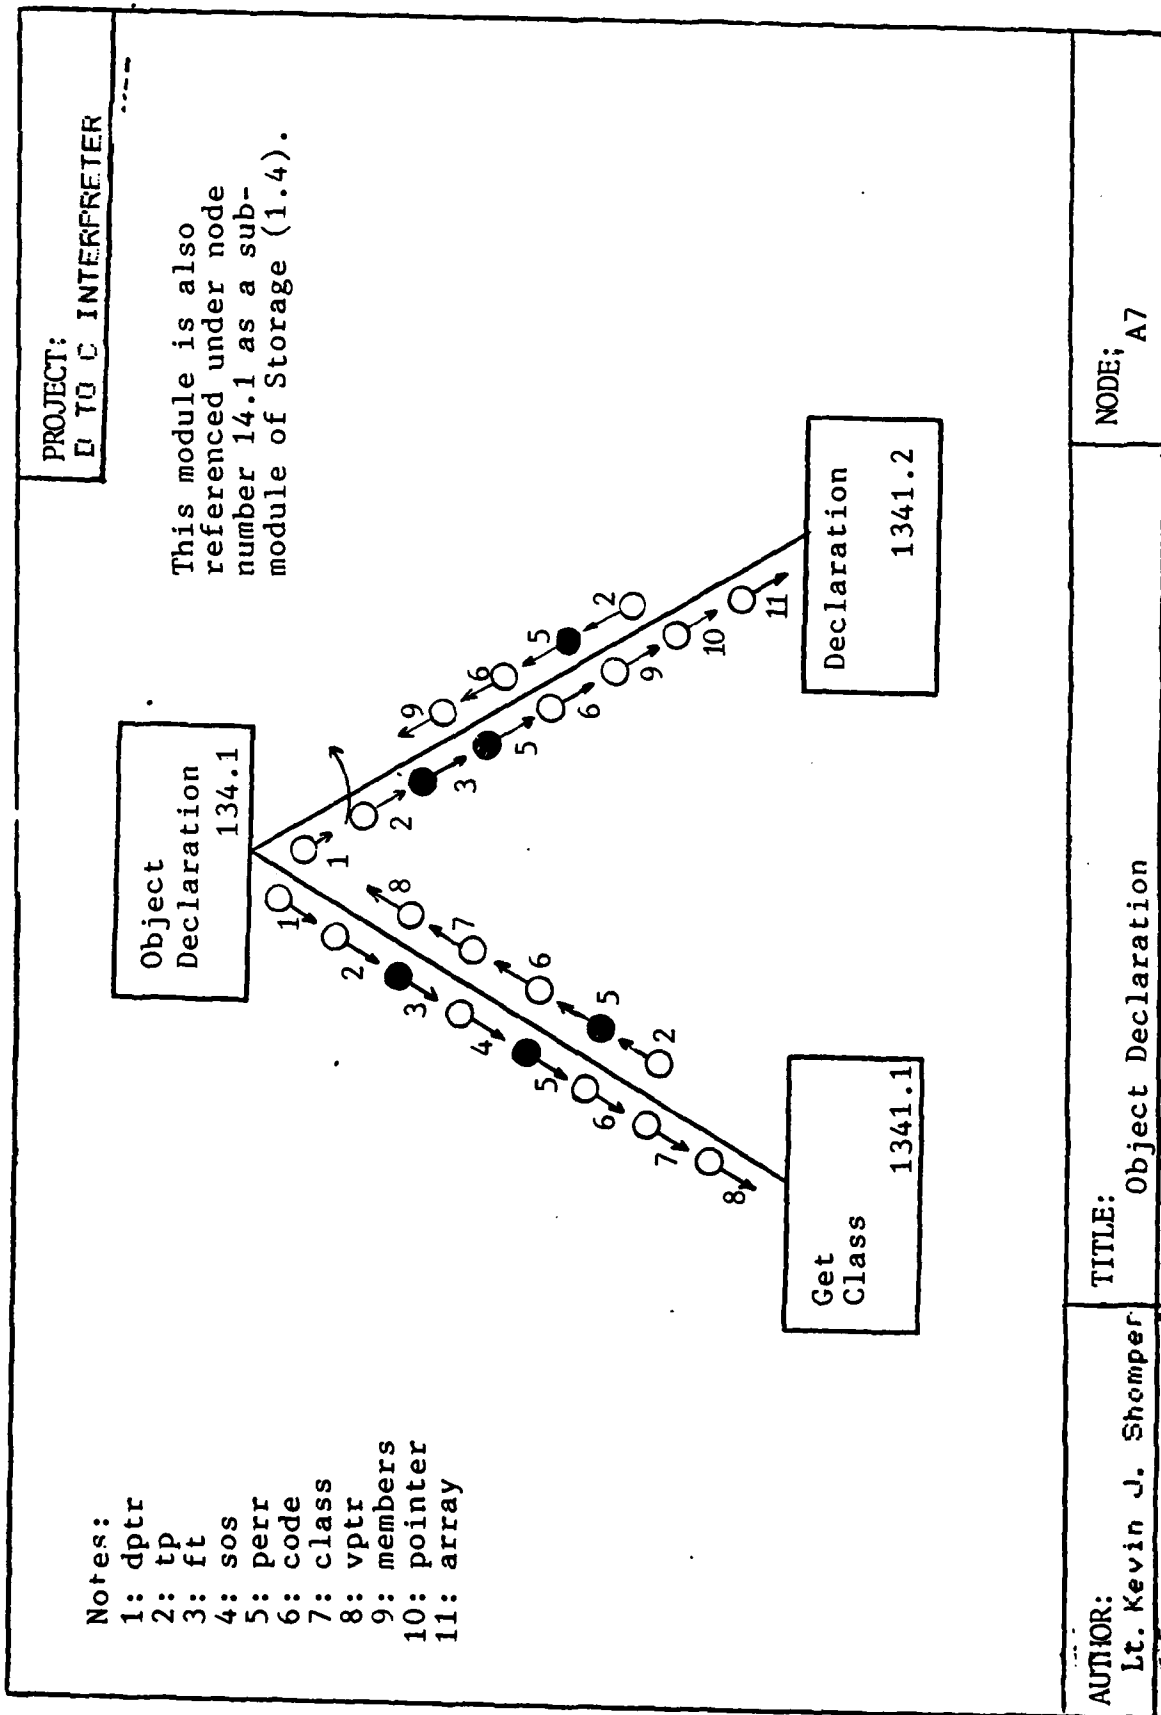 PROJECT:
D TO C INTERPRETER
This module is also
referenced under node
number 14.1 as a sub-
module of Storage (1.4).
Notes:
1: dptr
2: tp
3: ft
4: sos
5: perr
6: code
7: class
8: vptr
9: members
10: pointer
11: array
Object
Declaration
134.1
1
2
3
4
5
6
7
8
8
7
6
5
2
1
2
3
5
6
9
10
11
9
6
5
2
Get
Class
1341.1
Declaration
1341.2
AUTHOR:
Lt. Kevin J. Shomper
TITLE:
Object Declaration
NODE:
A7